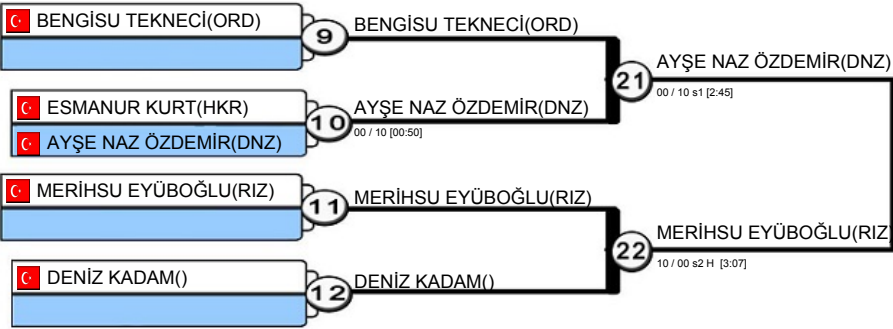 BENGİSU TEKNECİ(ORD)
9
BENGİSU TEKNECİ(ORD)
21
AYŞE NAZ ÖZDEMİR(DNZ)
00 / 10 s1 [2:45]
ESMANUR KURT(HKR)
10
AYŞE NAZ ÖZDEMİR(DNZ)
00 / 10 [00:50]
AYŞE NAZ ÖZDEMİR(DNZ)
MERİHSU EYÜBOĞLU(RIZ)
11
MERİHSU EYÜBOĞLU(RIZ)
22
MERİHSU EYÜBOĞLU(RIZ
10 / 00 s2 H [3:07]
DENİZ KADAM()
12
DENİZ KADAM()